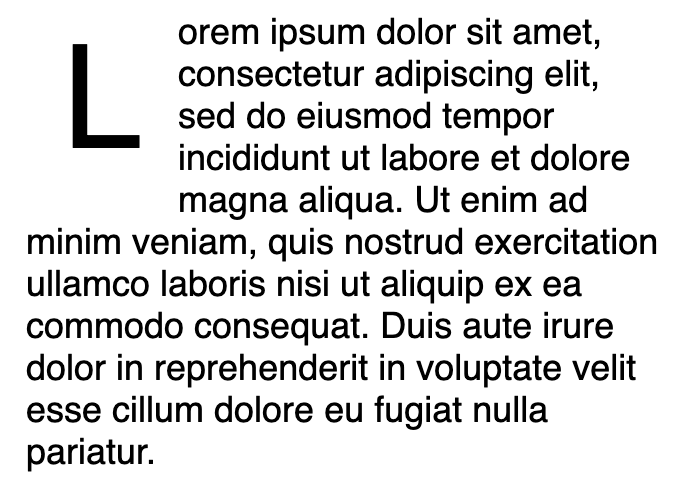 Lorem ipsum dolor sit amet,
consectetur adipiscing elit,
sed do eiusmod tempor
incididunt ut labore et dolore
magna aliqua. Ut enim ad
minim veniam, quis nostrud exercitation
ullamco laboris nisi ut aliquip ex ea
commodo consequat. Duis aute irure
dolor in reprehenderit in voluptate velit
esse cillum dolore eu fugiat nulla
pariatur.